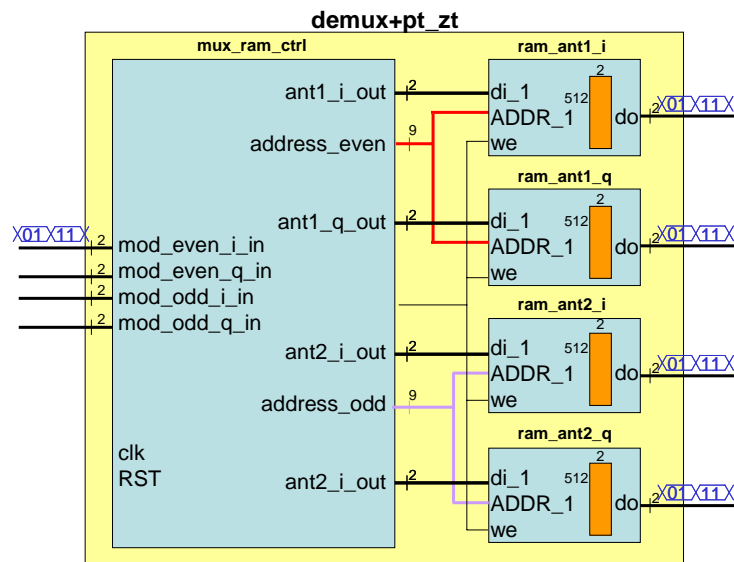 demux+pt_zt
mux_ram_ctrl
ram_ant1_i
ant1_i_out
2
di_1
ADDR_1
we
2
512
do
2
01 11
address_even
9
ram_ant1_q
ant1_q_out
2
di_1
ADDR_1
we
2
512
do
2
01 11
01 11
2
mod_even_i_in
2
mod_even_q_in
2
mod_odd_i_in
2
mod_odd_q_in
ram_ant2_i
ant2_i_out
2
di_1
ADDR_1
we
2
512
do
2
01 11
address_odd
9
ram_ant2_q
clk
RST
ant2_i_out
2
di_1
ADDR_1
we
2
512
do
2
01 11